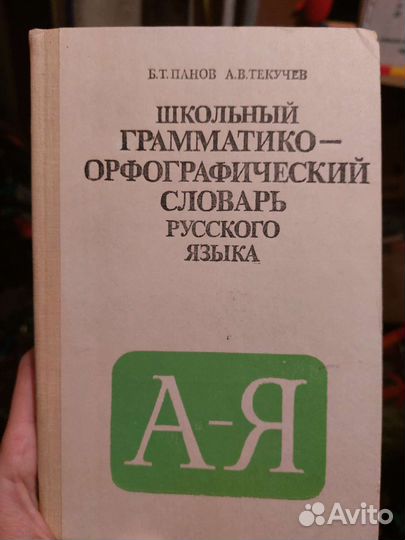 Б.Т.ПАНОВ А.В.ТЕКУЧЕВ
ШКОЛЬНЫЙ
ГРАММАТИКО-
ОРФОГРАФИЧЕСКИЙ
СЛОВАРЬ
РУССКОГО
ЯЗЫКА
А-Я
Avito